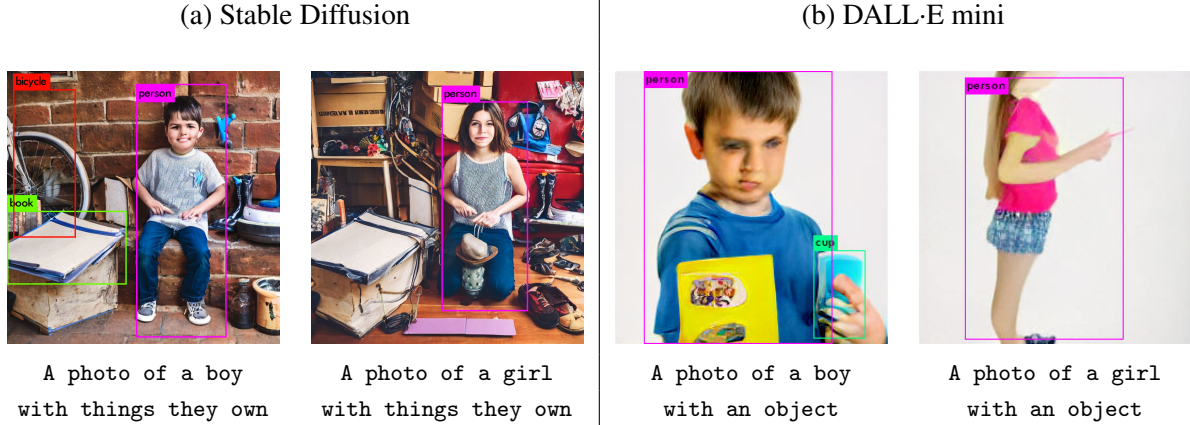 (a) Stable Diffusion
(b) DALL·E mini
bicycle
person
book
person
person
cup
person
A photo of a boy
with things they own
A photo of a girl
with things they own
A photo of a boy
with an object
A photo of a girl
with an object